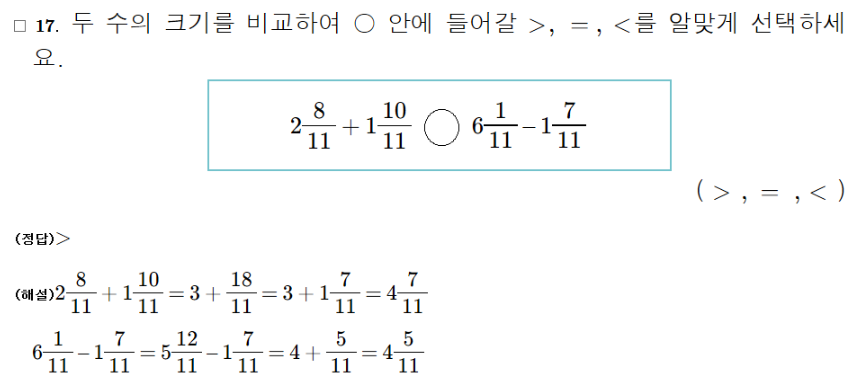 □ 17. 두 수의 크기를 비교하여 ○ 안에 들어갈 >, =, <를 알맞게 선택하세
요.
2 8/11 + 1 10/11 ○ 6 1/11 − 1 7/11
( > , = , < )
(정답)>
(해설)2 8/11 + 1 10/11 = 3 + 18/11 = 3 + 1 7/11 = 4 7/11
6 1/11 − 1 7/11 = 5 12/11 − 1 7/11 = 4 + 5/11 = 4 5/11